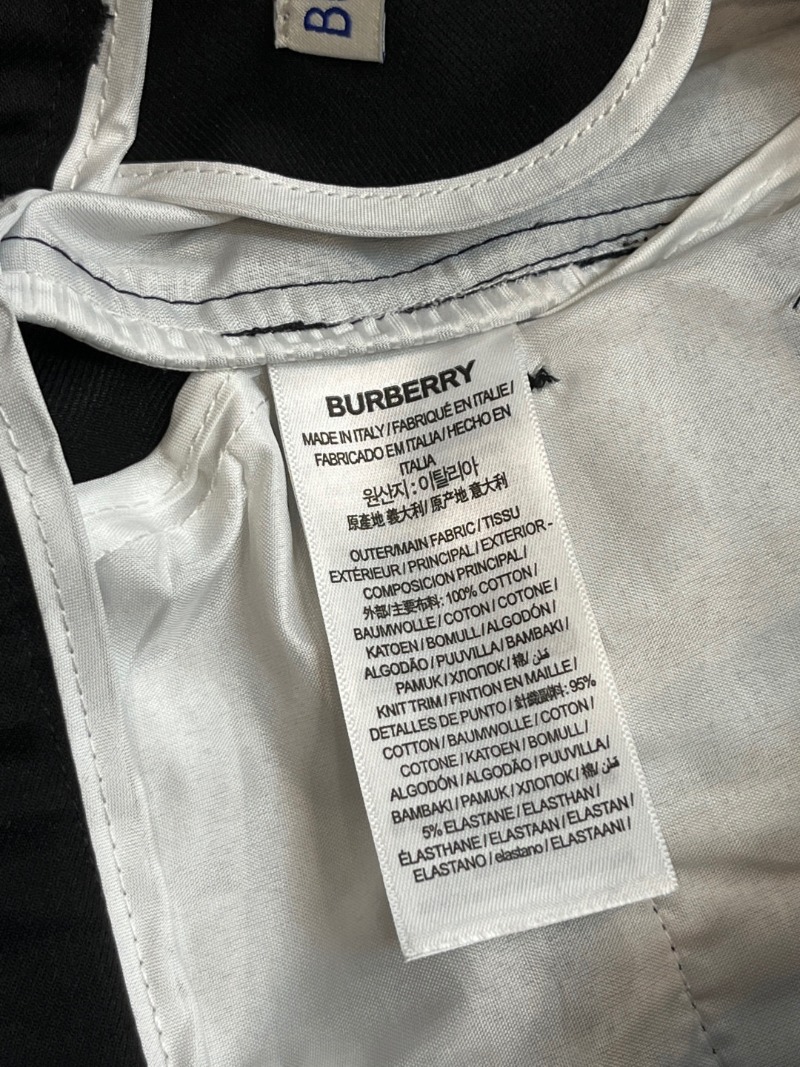 B
BURBERRY
MADE IN ITALY / FABRIQUÉ EN ITALIE /
FABRICADO EM ITALIA / HECHO EN
ITALIA
원산지 : 이탈리아
原產地 義大利 / 原产地 意大利
OUTER/MAIN FABRIC / TISSU
EXTÉRIEUR / PRINCIPAL / EXTERIOR -
COMPOSICION PRINCIPAL /
外部/主要布料: 100% COTTON /
BAUMWOLLE / COTON / COTONE /
KATOEN / BOMULL / ALGODÓN /
ALGODÃO / PUUVILLA / BAMBAKI /
PAMUK / ХЛОПОК / 棉/ قطن
KNIT TRIM / FINTION EN MAILLE /
DETALLES DE PUNTO / 針織副料: 95%
COTTON / BAUMWOLLE / COTON /
COTONE / KATOEN / BOMULL /
ALGODÓN / ALGODÃO / PUUVILLA /
BAMBAKI / PAMUK / ХЛОПОК / 棉/ قطن
5% ELASTANE / ELASTHAN /
ÉLASTHANE / ELASTAAN / ELASTAN /
ELASTANO / elastano / ELASTAANI /